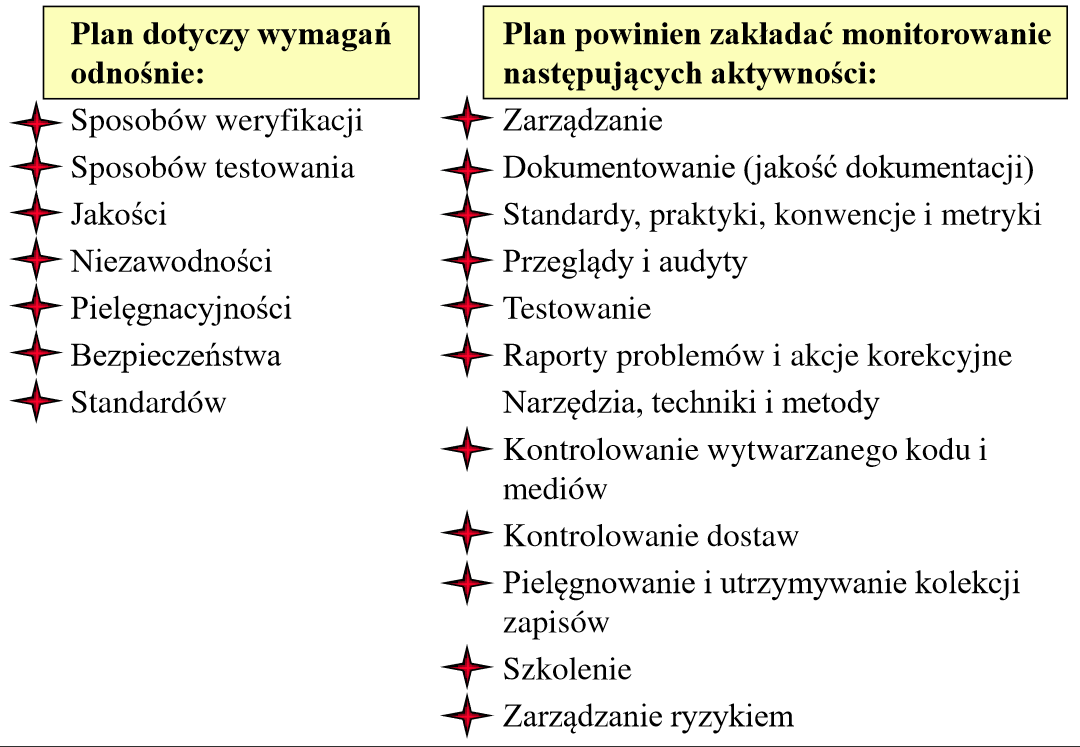 Plan dotyczy wymagań
odnośnie:
Sposobów weryfikacji
Sposobów testowania
Jakości
Niezawodności
Pielęgnacyjności
Bezpieczeństwa
Standardów
Plan powinien zakładać monitorowanie
następujących aktywności:
Zarządzanie
Dokumentowanie (jakość dokumentacji)
Standardy, praktyki, konwencje i metryki
Przeglądy i audyty
Testowanie
Raporty problemów i akcje korekcyjne
Narzędzia, techniki i metody
Kontrolowanie wytwarzanego kodu i
mediów
Kontrolowanie dostaw
Pielęgnowanie i utrzymywanie kolekcji
zapisów
Szkolenie
Zarządzanie ryzykiem